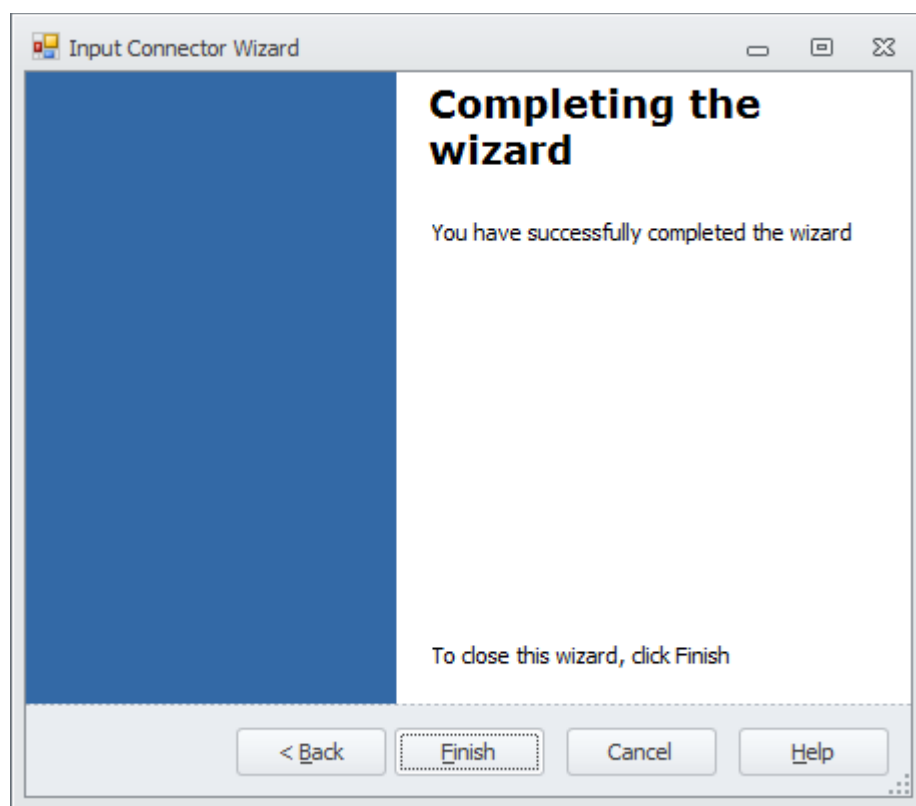 Input Connector Wizard
Completing the
wizard
You have successfully completed the wizard
To close this wizard, click Finish
< Back
Finish
Cancel
Help